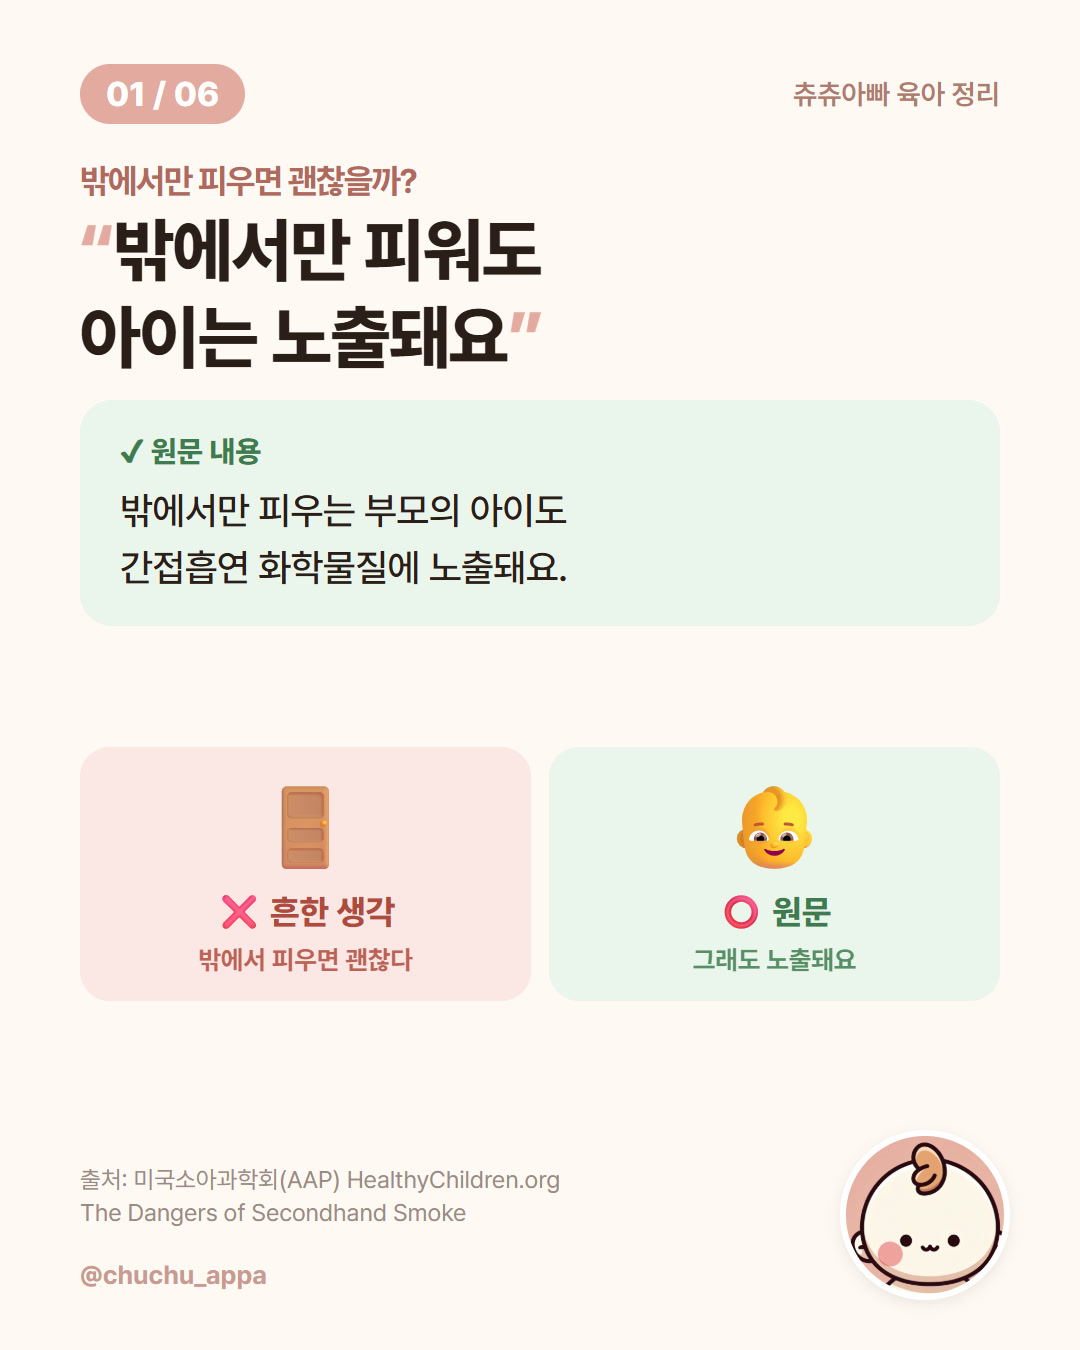 01 / 06
츄츄아빠 육아 정리
밖에서만 피우면 괜찮을까?
“밖에서만 피워도
아이는 노출돼요”
✔ 원문 내용
밖에서만 피우는 부모의 아이도
간접흡연 화학물질에 노출돼요.
❌ 흔한 생각
밖에서 피우면 괜찮다
⭕ 원문
그래도 노출돼요
출처: 미국소아과학회(AAP) HealthyChildren.org
The Dangers of Secondhand Smoke
@chuchu_appa